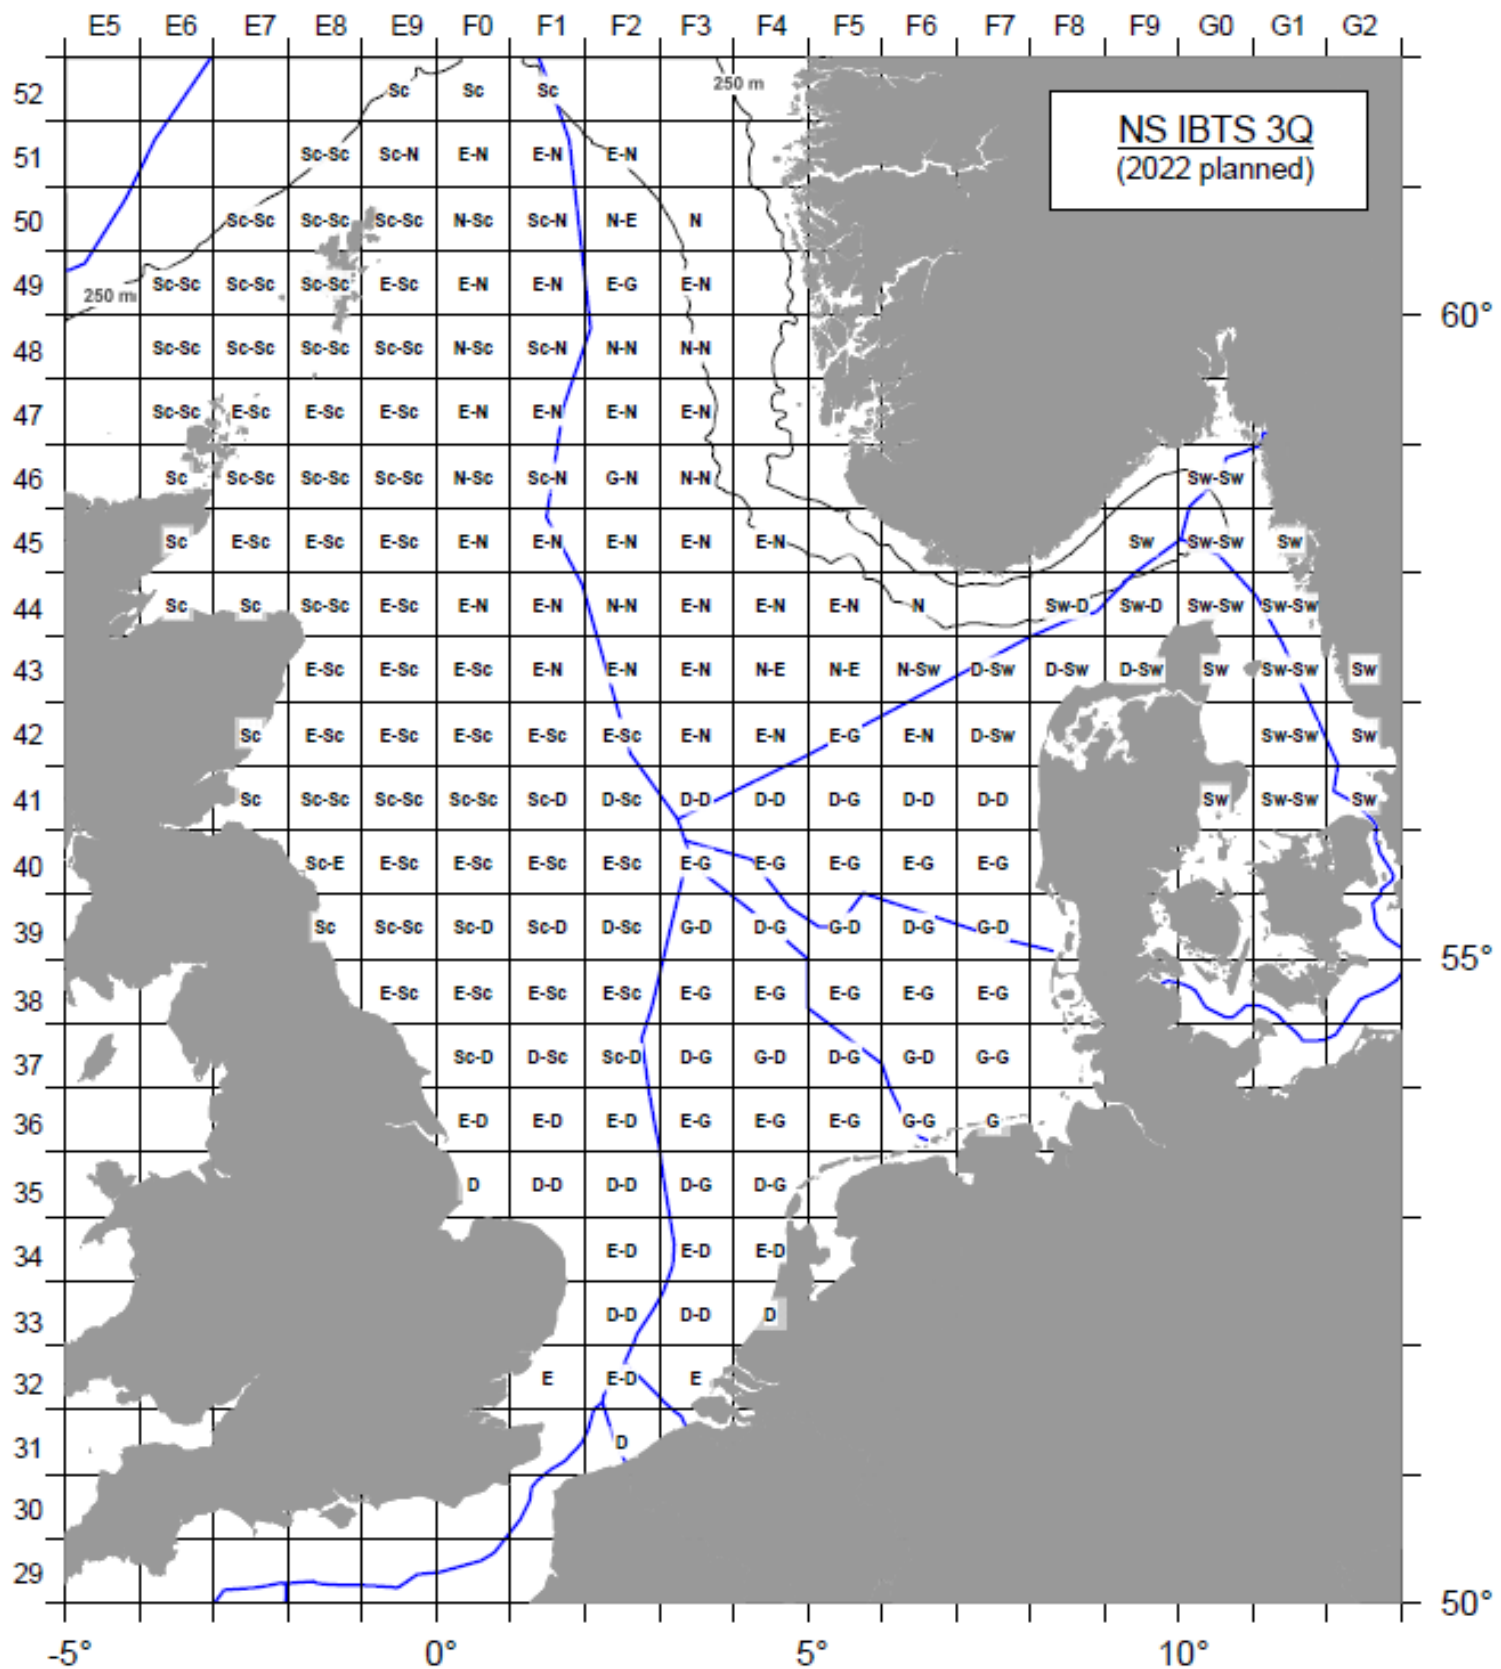 E5 E6 E7 E8 E9 F0 F1 F2 F3 F4 F5 F6 F7 F8 F9 G0 G1 G2
52 Sc Sc Sc 250 m
NS IBTS 3Q
(2022 planned)
51 Sc-Sc Sc-N E-N E-N E-N
50 Sc-Sc Sc-Sc Sc-Sc N-Sc Sc-N N-E N
49 250 m Sc-Sc Sc-Sc Sc-Sc E-Sc E-N E-N E-G E-N 60°
48 Sc-Sc Sc-Sc Sc-Sc Sc-Sc N-Sc Sc-N N-N N-N
47 Sc-Sc E-Sc E-Sc E-Sc E-N E-N E-N E-N
46 Sc Sc-Sc Sc-Sc Sc-Sc N-Sc Sc-N G-N N-N Sw-Sw
45 Sc E-Sc E-Sc E-Sc E-N E-N E-N E-N E-N Sw Sw-Sw Sw
44 Sc Sc Sc-Sc E-Sc E-N E-N N-N E-N E-N E-N N Sw-D Sw-D Sw-Sw Sw-Sw
43 E-Sc E-Sc E-Sc E-N E-N E-N N-E N-E N-Sw D-Sw D-Sw D-Sw Sw Sw-Sw Sw
42 Sc E-Sc E-Sc E-Sc E-Sc E-Sc E-N E-N E-G E-N D-Sw Sw-Sw Sw
41 Sc Sc-Sc Sc-Sc Sc-Sc Sc-D D-Sc D-D D-D D-G D-D D-D Sw Sw-Sw Sw
40 Sc-E E-Sc E-Sc E-Sc E-Sc E-G E-G E-G E-G E-G
39 Sc Sc-Sc Sc-D Sc-D D-Sc G-D D-G G-D D-G G-D 55°
38 E-Sc E-Sc E-Sc E-Sc E-G E-G E-G E-G E-G
37 Sc-D D-Sc Sc-D D-G G-D D-G G-D G-G
36 E-D E-D E-D E-G E-G E-G G-G G
35 D D-D D-D D-G D-G
34 E-D E-D E-D
33 D-D D-D D
32 E E-D E
31 D
30
29 50°
-5° 0° 5° 10°